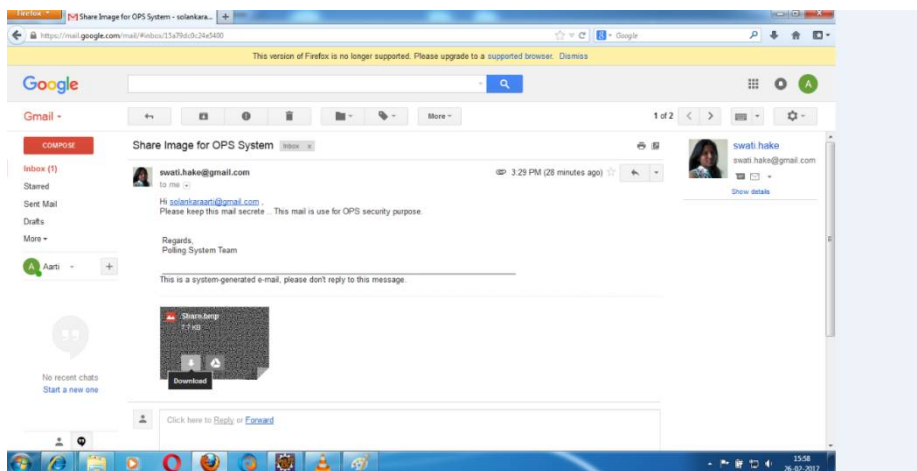 Firefox
Share Image for OPS System - solankara...
https://mail.google.com/mail/#inbox/15a79dc0c24e5400
Google
This version of Firefox is no longer supported. Please upgrade to a supported browser. Dismiss
Google
A
Gmail
More
1 of 2
COMPOSE
Inbox (1)
Starred
Sent Mail
Drafts
More
Aarti
No recent chats
Start a new one
Share Image for OPS System Inbox x
swati.hake@gmail.com
to me
3:29 PM (28 minutes ago)
Hi solankaraarti@gmail.com ,
Please keep this mail secrete .. This mail is use for OPS security purpose.
Regards,
Polling System Team
This is a system-generated e-mail, please don't reply to this message.
Share.bmp
7.7 KB
Download
Click here to Reply or Forward
swati.hake
swati.hake@gmail.com
Show details
15:58
26-02-2017